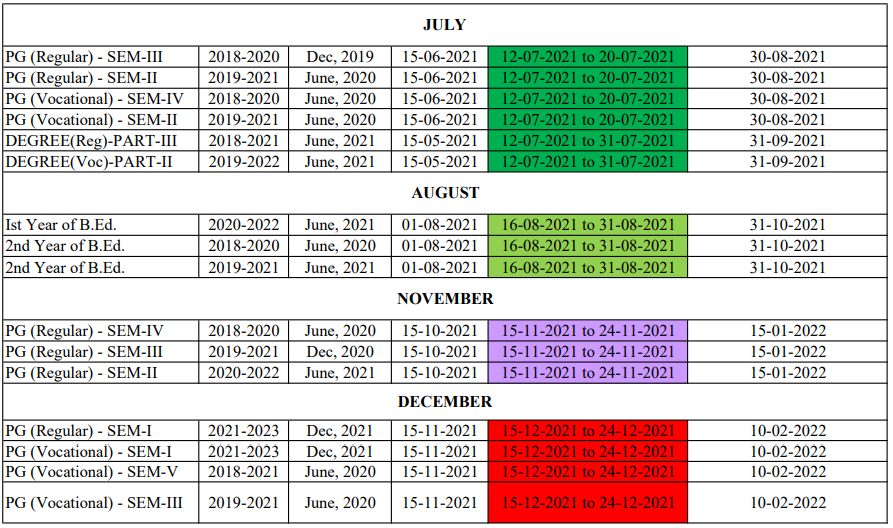 JULY
PG (Regular) - SEM-III 2018-2020 Dec, 2019 15-06-2021 12-07-2021 to 20-07-2021 30-08-2021
PG (Regular) - SEM-II 2019-2021 June, 2020 15-06-2021 12-07-2021 to 20-07-2021 30-08-2021
PG (Vocational) - SEM-IV 2018-2020 June, 2020 15-06-2021 12-07-2021 to 20-07-2021 30-08-2021
PG (Vocational) - SEM-II 2019-2021 June, 2020 15-06-2021 12-07-2021 to 20-07-2021 30-08-2021
DEGREE(Reg)-PART-III 2018-2021 June, 2021 15-05-2021 12-07-2021 to 31-07-2021 31-09-2021
DEGREE(Voc)-PART-II 2019-2022 June, 2021 15-05-2021 12-07-2021 to 31-07-2021 31-09-2021
AUGUST
Ist Year of B.Ed. 2020-2022 June, 2021 01-08-2021 16-08-2021 to 31-08-2021 31-10-2021
2nd Year of B.Ed. 2018-2020 June, 2020 01-08-2021 16-08-2021 to 31-08-2021 31-10-2021
2nd Year of B.Ed. 2019-2021 June, 2021 01-08-2021 16-08-2021 to 31-08-2021 31-10-2021
NOVEMBER
PG (Regular) - SEM-IV 2018-2020 June, 2020 15-10-2021 15-11-2021 to 24-11-2021 15-01-2022
PG (Regular) - SEM-III 2019-2021 Dec, 2020 15-10-2021 15-11-2021 to 24-11-2021 15-01-2022
PG (Regular) - SEM-II 2020-2022 June, 2021 15-10-2021 15-11-2021 to 24-11-2021 15-01-2022
DECEMBER
PG (Regular) - SEM-I 2021-2023 Dec, 2021 15-11-2021 15-12-2021 to 24-12-2021 10-02-2022
PG (Vocational) - SEM-I 2021-2023 Dec, 2021 15-11-2021 15-12-2021 to 24-12-2021 10-02-2022
PG (Vocational) - SEM-V 2018-2021 June, 2020 15-11-2021 15-12-2021 to 24-12-2021 10-02-2022
PG (Vocational) - SEM-III 2019-2021 June, 2020 15-11-2021 15-12-2021 to 24-12-2021 10-02-2022